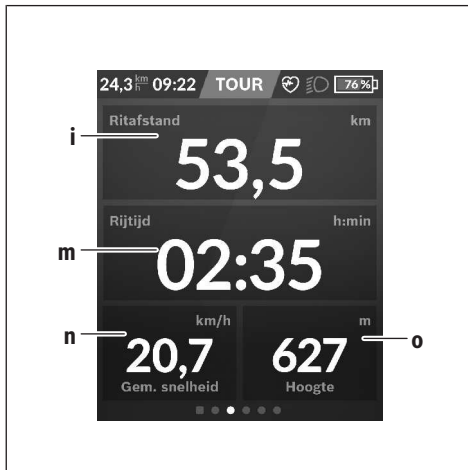 24,3 km/h 09:22 TOUR 76 %
Ritafstand km
i
53,5
Rijtijd h:min
m
02:35
km/h m
n
o
20,7 627
Gem. snelheid Hoogte